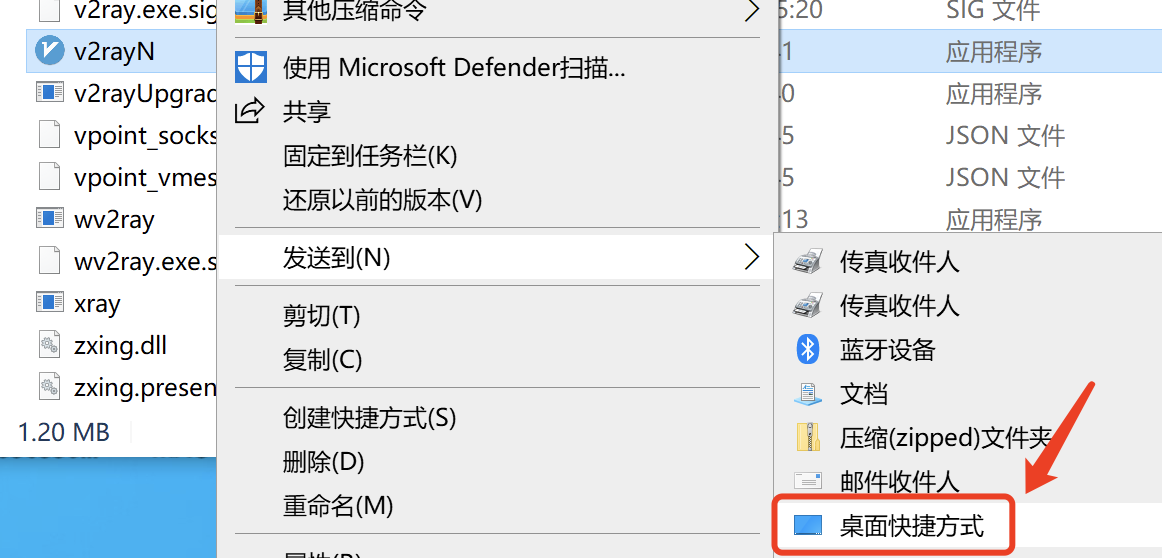 v2ray.exe.sig
v2rayN
v2rayUpgrad
vpoint_socks
vpoint_vmes
wv2ray
wv2ray.exe.s
xray
zxing.dll
zxing.presen
1.20 MB
其他压缩命令
使用 Microsoft Defender扫描...
共享
固定到任务栏(K)
还原以前的版本(V)
发送到(N)
剪切(T)
复制(C)
创建快捷方式(S)
删除(D)
重命名(M)
属性(R)
5:20 SIG 文件
1 应用程序
0 应用程序
5 JSON 文件
5 JSON 文件
13 应用程序
传真收件人
传真收件人
蓝牙设备
文档
压缩(zipped)文件夹
邮件收件人
桌面快捷方式